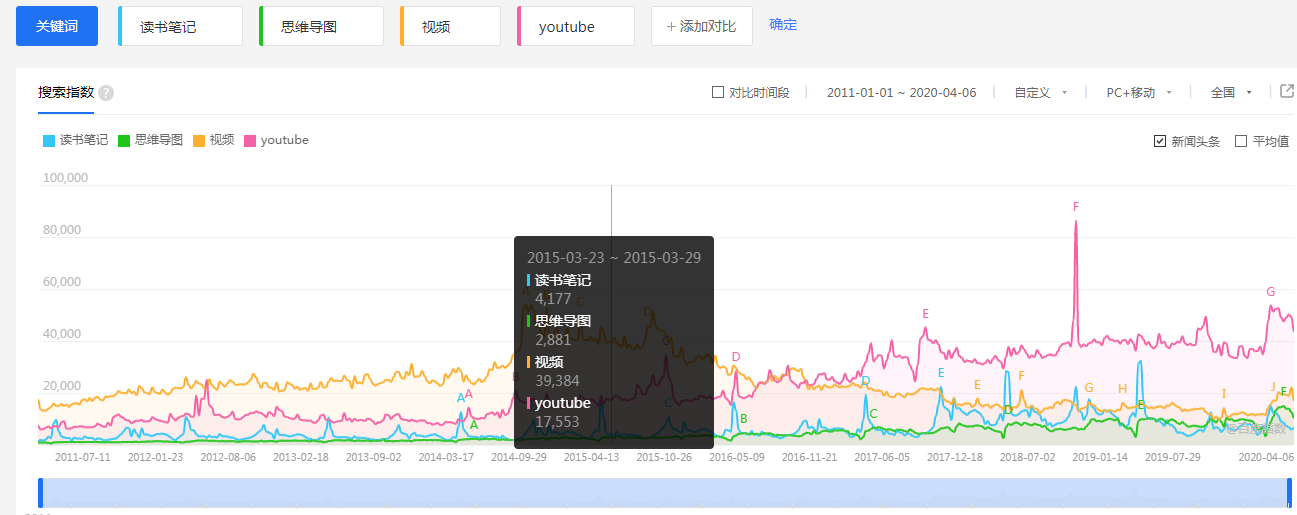 关键词 读书笔记 思维导图 视频 youtube +添加对比 确定
搜索指数 ? 对比时间段 2011-01-01 ~ 2020-04-06 自定义 PC+移动 全国
读书笔记 思维导图 视频 youtube 新闻头条 平均值
100,000
80,000
60,000
40,000
20,000
2015-03-23 ~ 2015-03-29
读书笔记
4,177
思维导图
2,881
视频
39,384
youtube
17,553
A A A
A C D C C
D B
D C
E E E D F
F
G H E I
G J F
@百度指数
2011-07-11 2012-01-23 2012-08-06 2013-02-18 2013-09-02 2014-03-17 2014-09-29 2015-04-13 2015-10-26 2016-05-09 2016-11-21 2017-06-05 2017-12-18 2018-07-02 2019-01-14 2019-07-29 2020-04-06